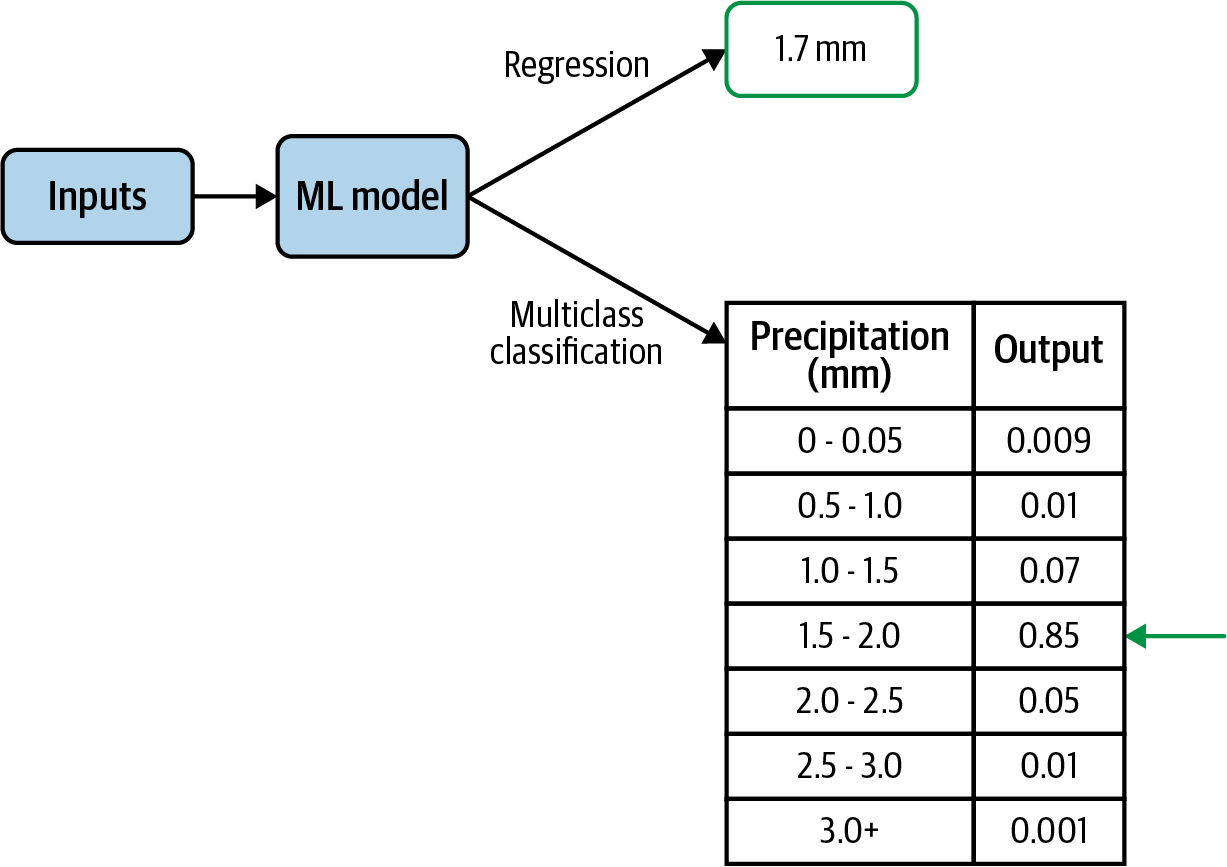 Regression
1.7 mm
Inputs
ML model
Multiclass
classification
Precipitation
(mm)
Output
0 - 0.05
0.009
0.5 - 1.0
0.01
1.0 - 1.5
0.07
1.5 - 2.0
0.85
2.0 - 2.5
0.05
2.5 - 3.0
0.01
3.0+
0.001